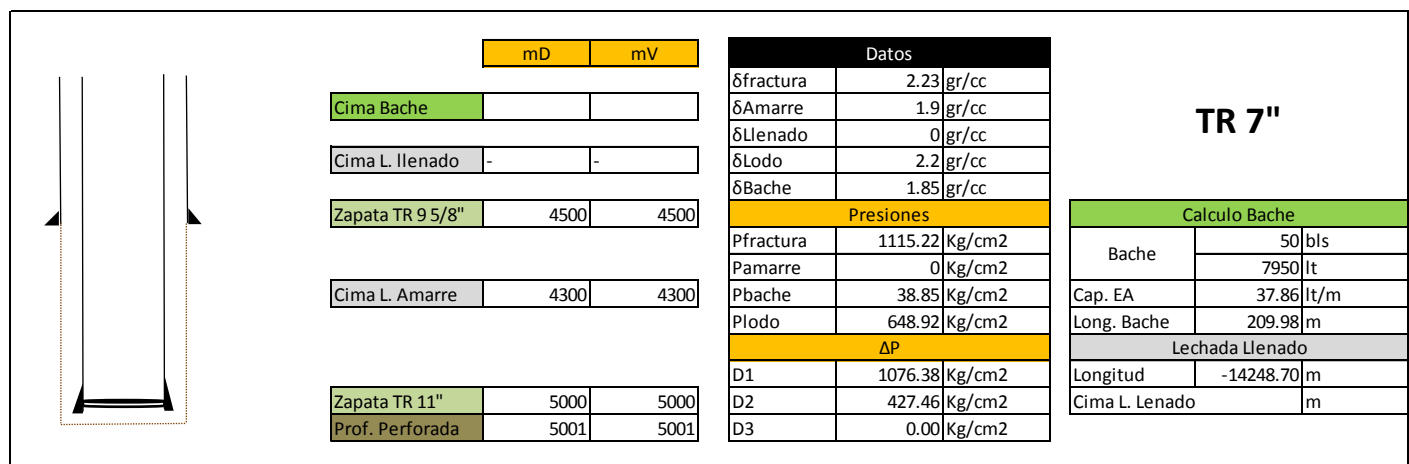 mD mV
Cima Bache
Cima L. llenado - -
Zapata TR 9 5/8" 4500 4500
Cima L. Amarre 4300 4300
Zapata TR 11" 5000 5000
Prof. Perforada 5001 5001
Datos
δfractura 2.23 gr/cc
δAmarre 1.9 gr/cc
δLlenado 0 gr/cc
δLodo 2.2 gr/cc
δBache 1.85 gr/cc
Presiones
Pfractura 1115.22 Kg/cm2
Pamarre 0 Kg/cm2
Pbache 38.85 Kg/cm2
Plodo 648.92 Kg/cm2
ΔP
D1 1076.38 Kg/cm2
D2 427.46 Kg/cm2
D3 0.00 Kg/cm2
TR 7"
Calculo Bache
Bache 50 bls
7950 lt
Cap. EA 37.86 lt/m
Long. Bache 209.98 m
Lechada Llenado
Longitud -14248.70 m
Cima L. Lenado m